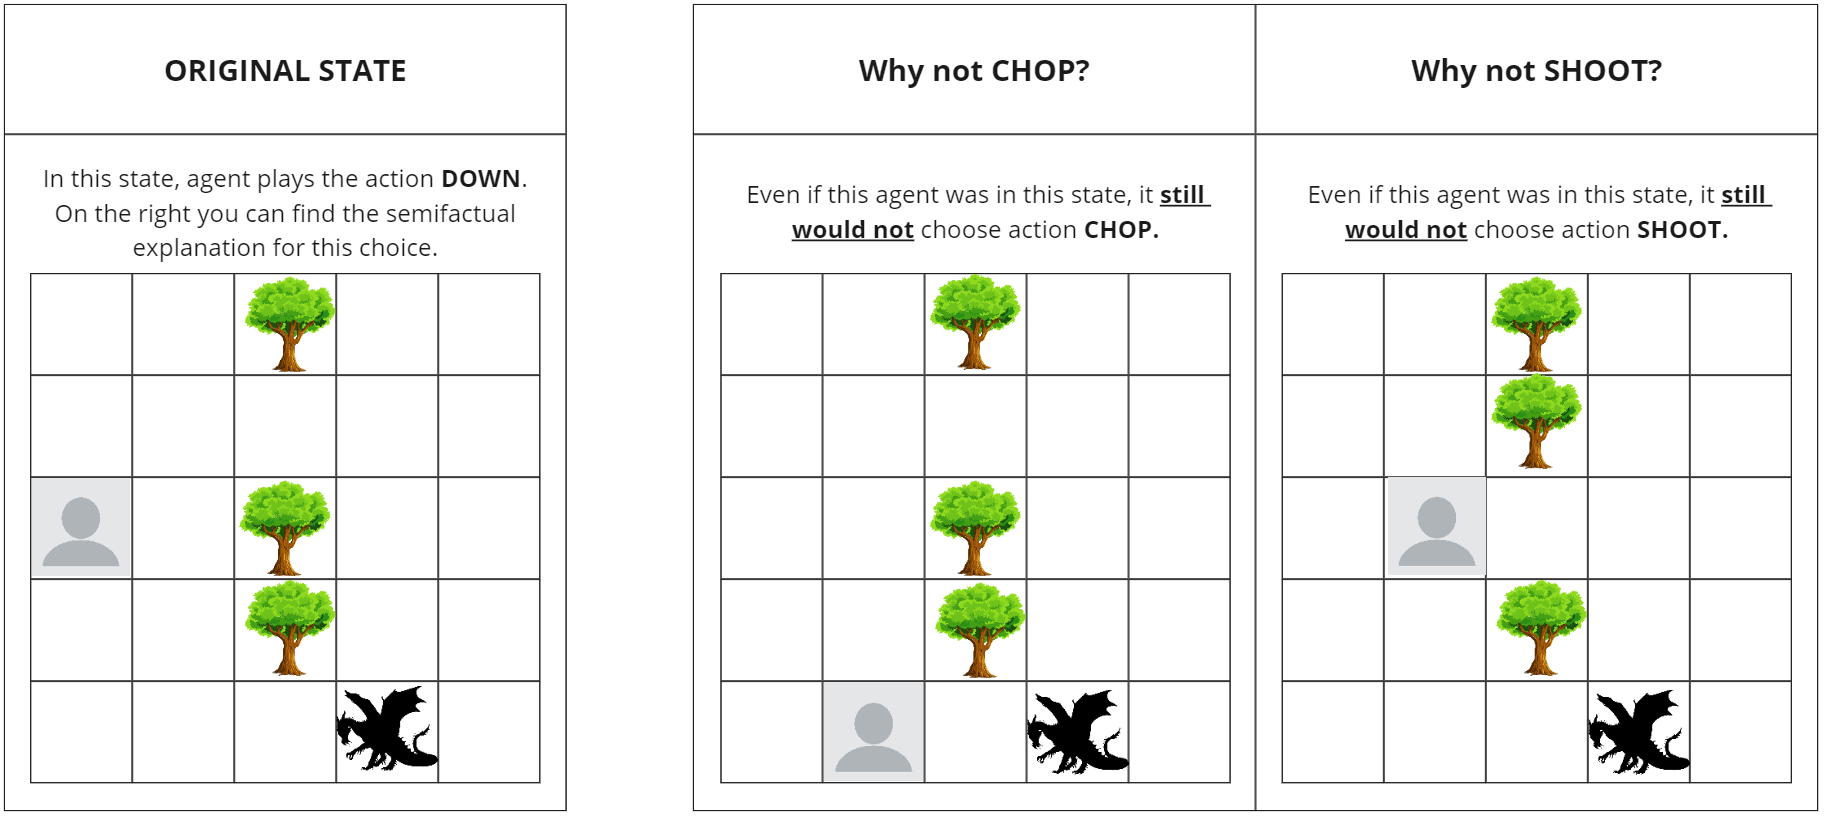 ORIGINAL STATE
In this state, agent plays the action DOWN.
On the right you can find the semifactual
explanation for this choice.
Why not CHOP?
Even if this agent was in this state, it still
would not choose action CHOP.
Why not SHOOT?
Even if this agent was in this state, it still
would not choose action SHOOT.